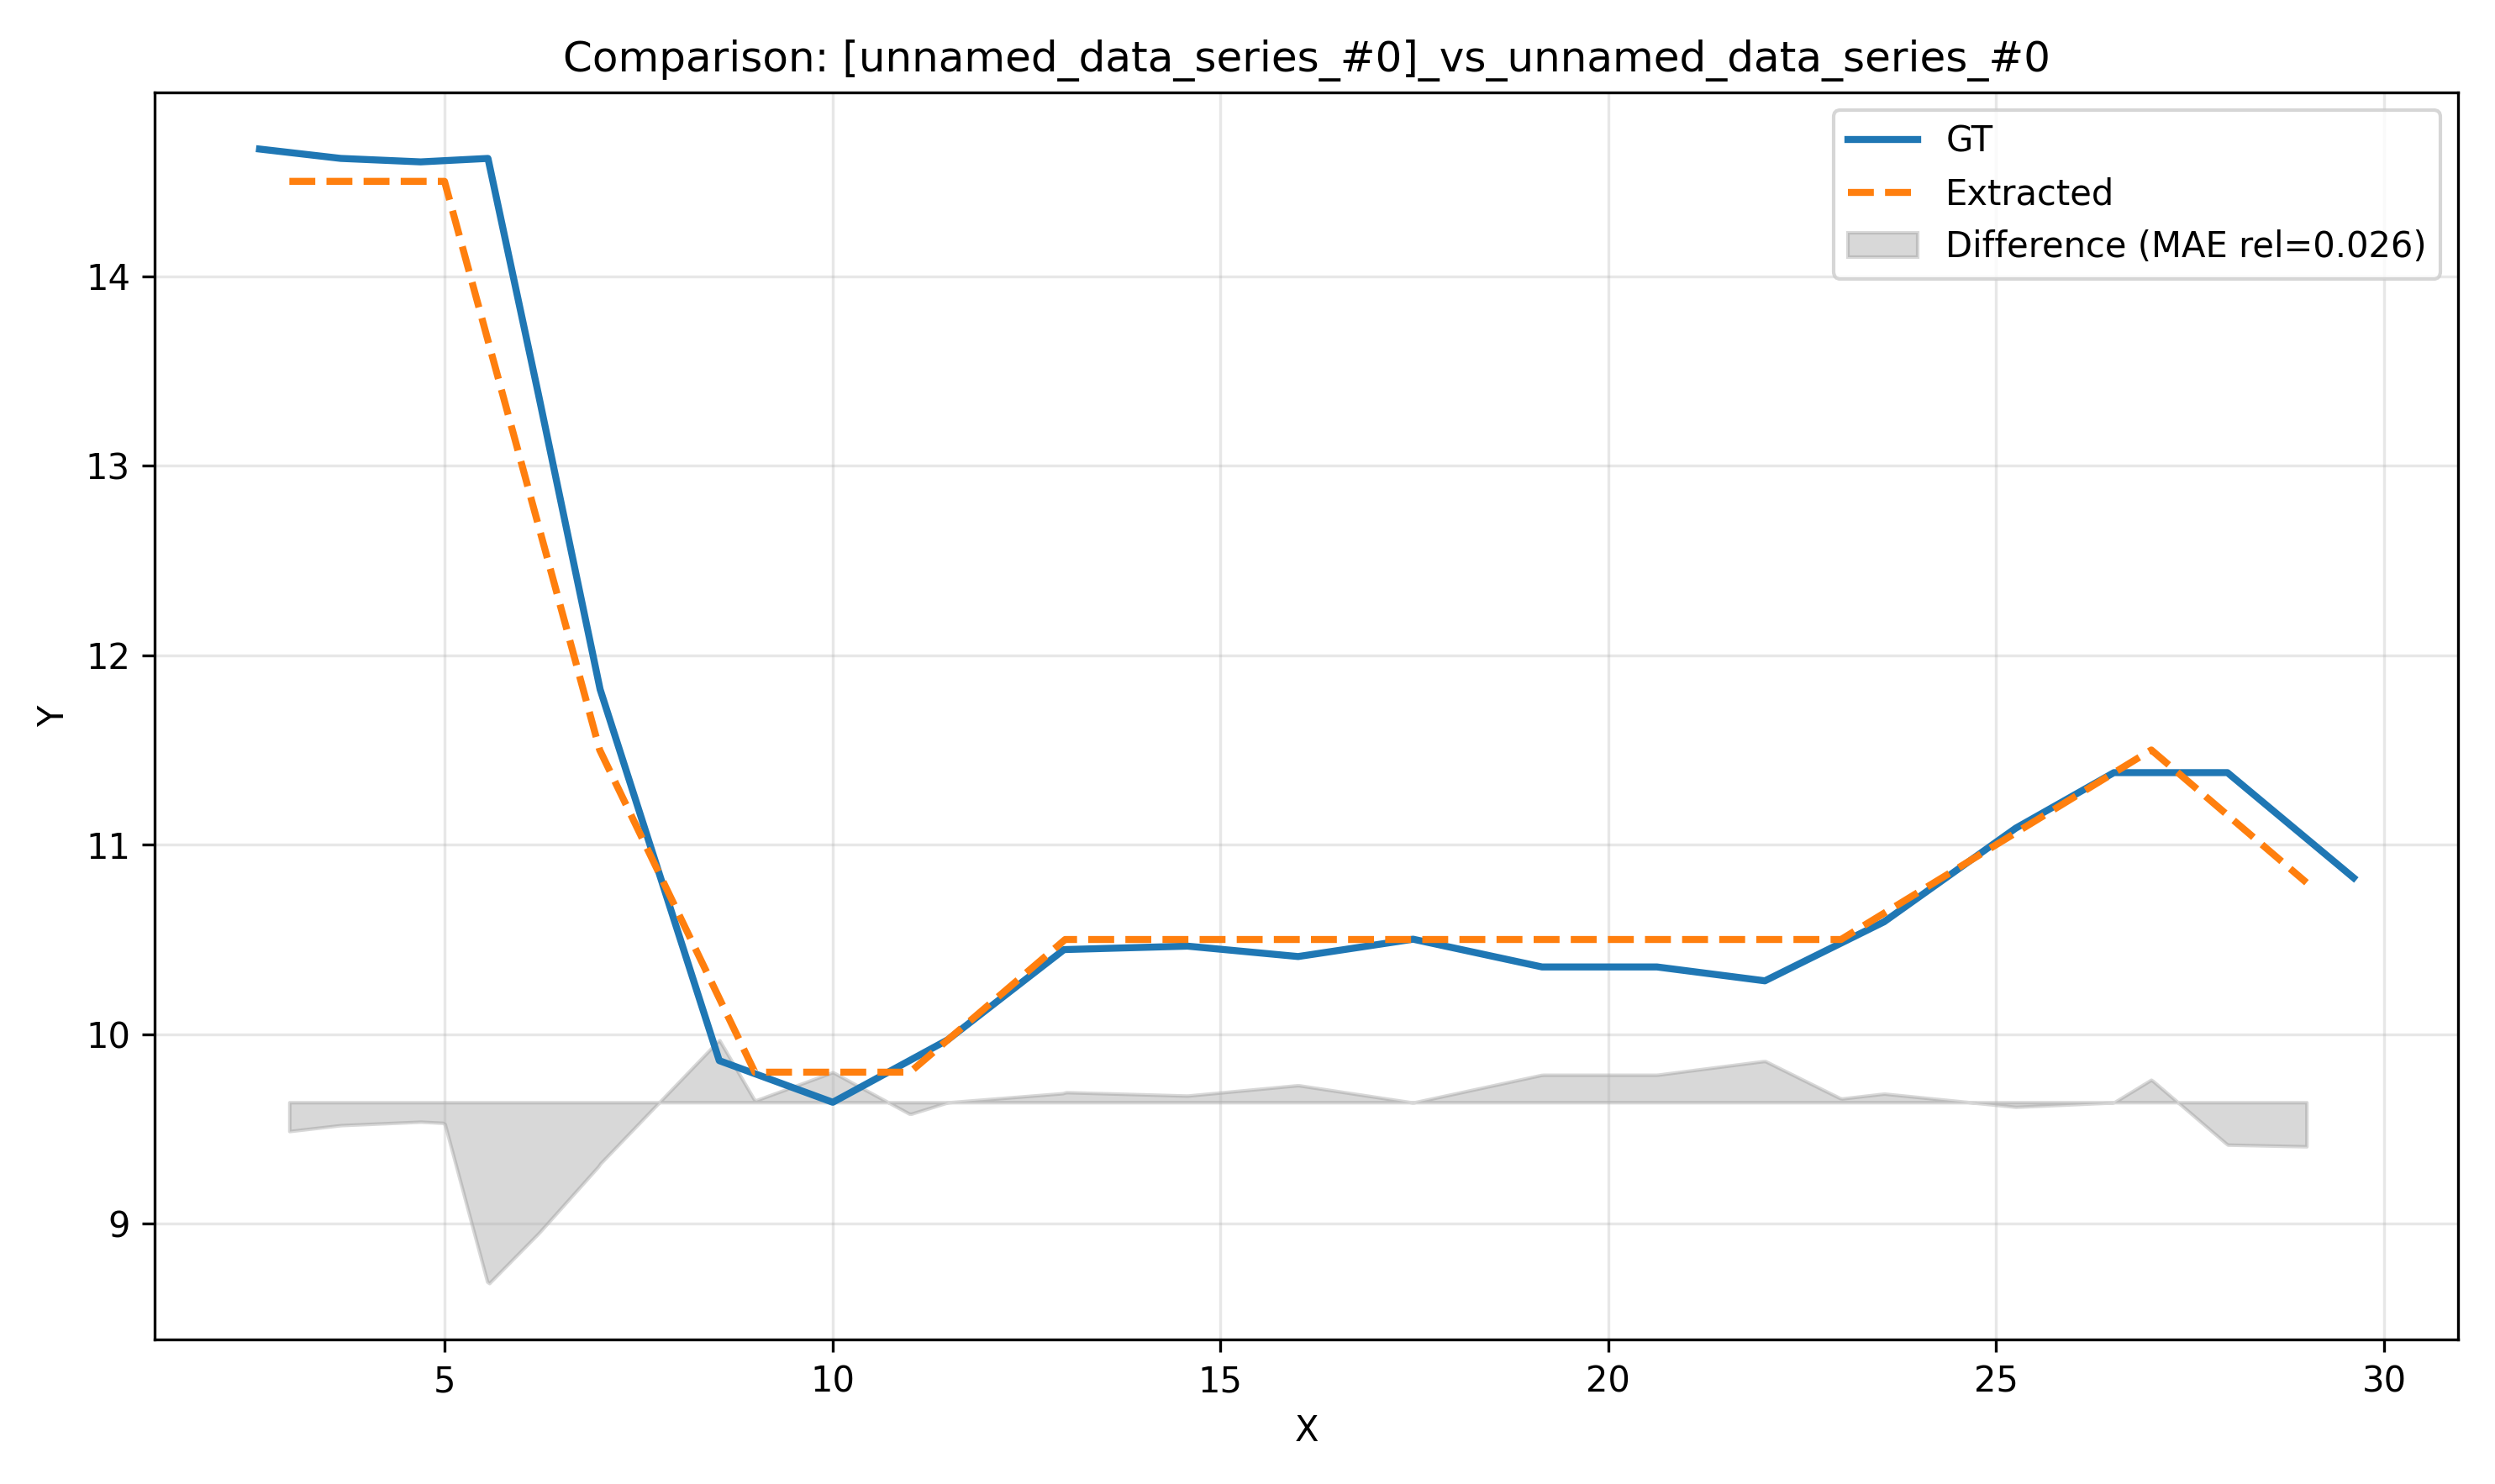 Comparison: [unnamed_data_series_#0]_vs_unnamed_data_series_#0
GT
Extracted
Difference (MAE rel=0.026)
14
13
12
11
10
9
Y
5
10
15
20
25
30
X